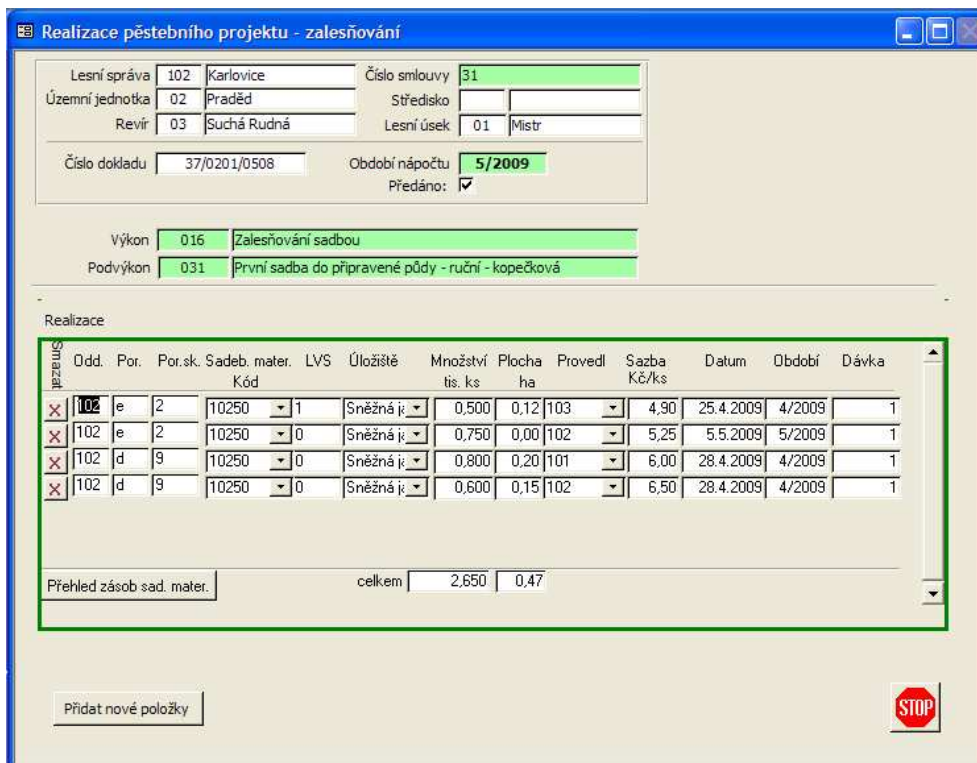 Realizace pěstebního projektu - zalesňování
Lesní správa 102 Karlovice Číslo smlouvy 31
Územní jednotka 02 Praděd Středisko
Revír 03 Suchá Rudná Lesní úsek 01 Mistr
Číslo dokladu 37/0201/0508 Období nápočtu 5/2009
Předáno:
Výkon 016 Zalesňování sadbou
Podvýkon 031 První sadba do připravené půdy - ruční - kopečková
Realizace
Smazat Odd. Por. Por.sk. Sadeb. mater. LVS Úložiště Množství Plocha Provedl Sazba Datum Období Dávka
Kód tis. ks ha Kč/ks
102 e 2 10250 1 Sněžná 0,500 0,12 103 4,90 25.4.2009 4/2009 1
102 e 2 10250 0 Sněžná 0,750 0,00 102 5,25 5.5.2009 5/2009 1
102 d 9 10250 0 Sněžná 0,800 0,20 101 6,00 28.4.2009 4/2009 1
102 d 9 10250 0 Sněžná 0,600 0,15 102 6,50 28.4.2009 4/2009 1
Přehled zásob sad. mater. celkem 2,650 0,47
Přidat nové položky STOP